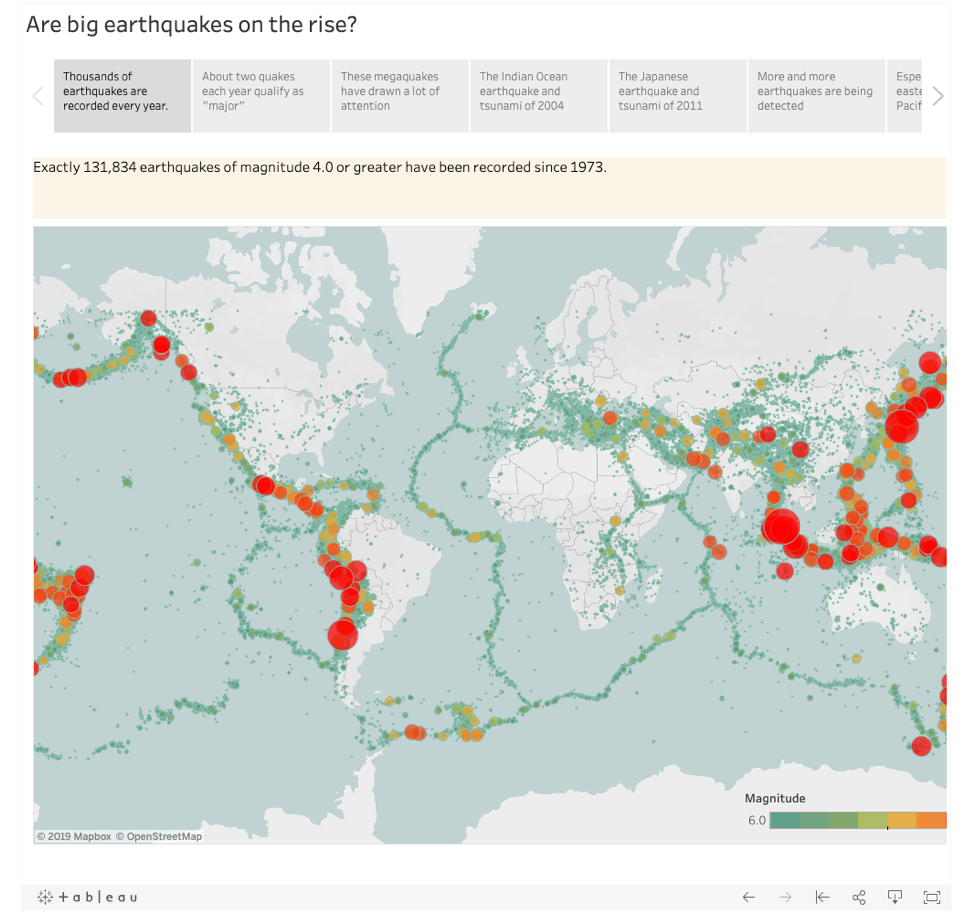 Are big earthquakes on the rise?
Thousands of
earthquakes are
recorded every year.
About two quakes
each year qualify as
“major”
These megaquakes
have drawn a lot of
attention
The Indian Ocean
earthquake and
tsunami of 2004
The Japanese
earthquake and
tsunami of 2011
More and more
earthquakes are being
detected
Espe
easte
Pacif
Exactly 131,834 earthquakes of magnitude 4.0 or greater have been recorded since 1973.
Magnitude
6.0
© 2019 Mapbox © OpenStreetMap
+ a b l e a u